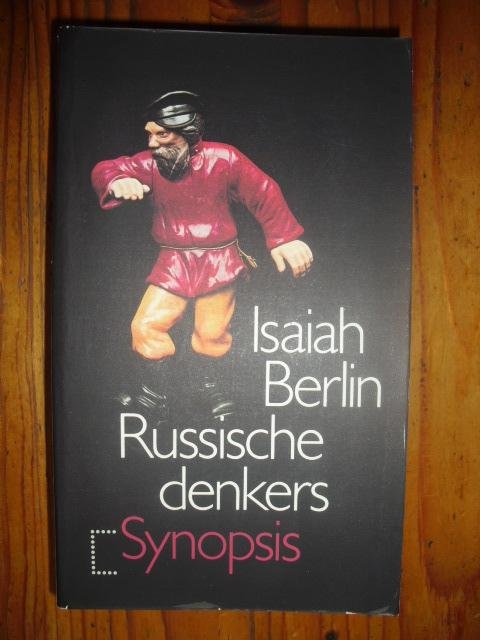 Isaiah
Berlin
Russische
denkers
Synopsis